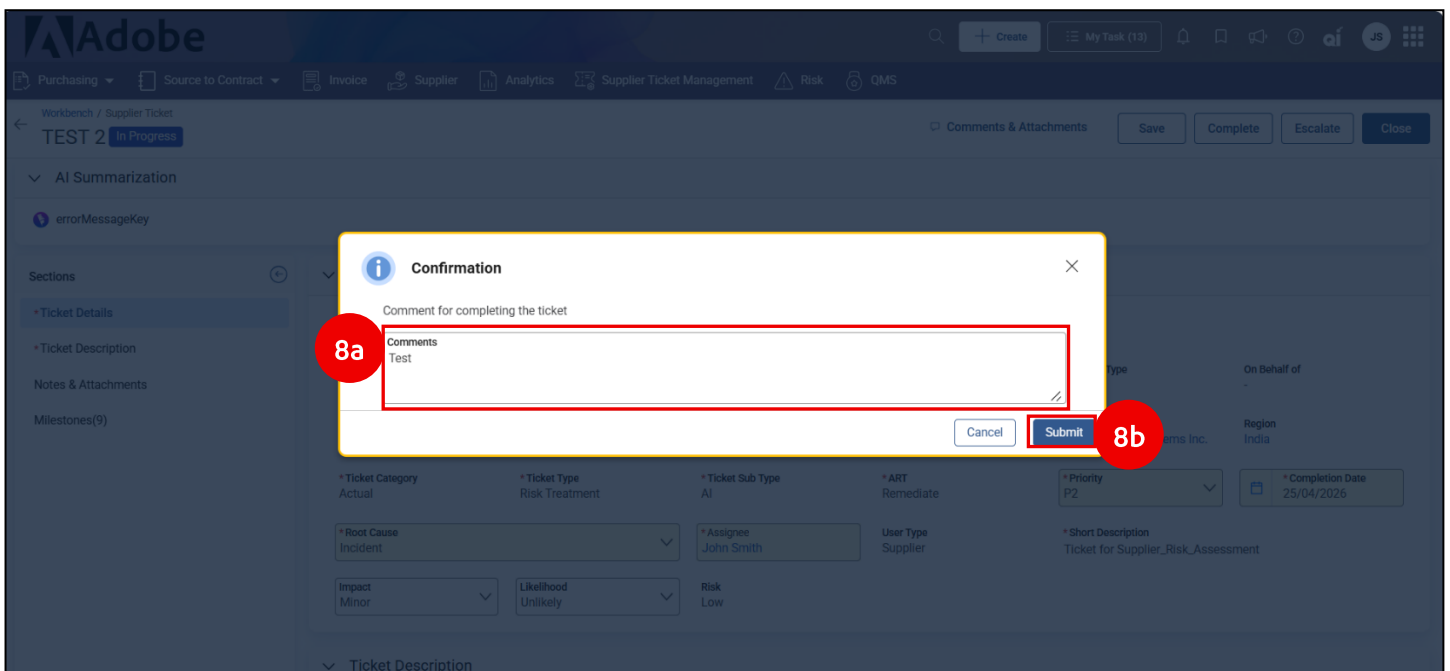 Adobe
Create
My Task (13)
ai
JS
Purchasing
Source to Contract
Invoice
Supplier
Analytics
Supplier Ticket Management
Risk
QMS
Workbench / Supplier Ticket
TEST 2 In Progress
Comments & Attachments
Save
Complete
Escalate
Close
AI Summarization
errorMessageKey
Sections
*Ticket Details
*Ticket Description
Notes & Attachments
Milestones(9)
Confirmation
Comment for completing the ticket
8a
Comments
Test
Cancel
Submit
8b
Type
On Behalf of
-
ems Inc.
Region
India
*Ticket Category
Actual
*Ticket Type
Risk Treatment
*Ticket Sub Type
AI
*ART
Remediate
*Priority
P2
*Completion Date
25/04/2026
*Root Cause
Incident
*Assignee
John Smith
User Type
Supplier
*Short Description
Ticket for Supplier_Risk_Assessment
Impact
Minor
Likelihood
Unlikely
Risk
Low
Ticket Description